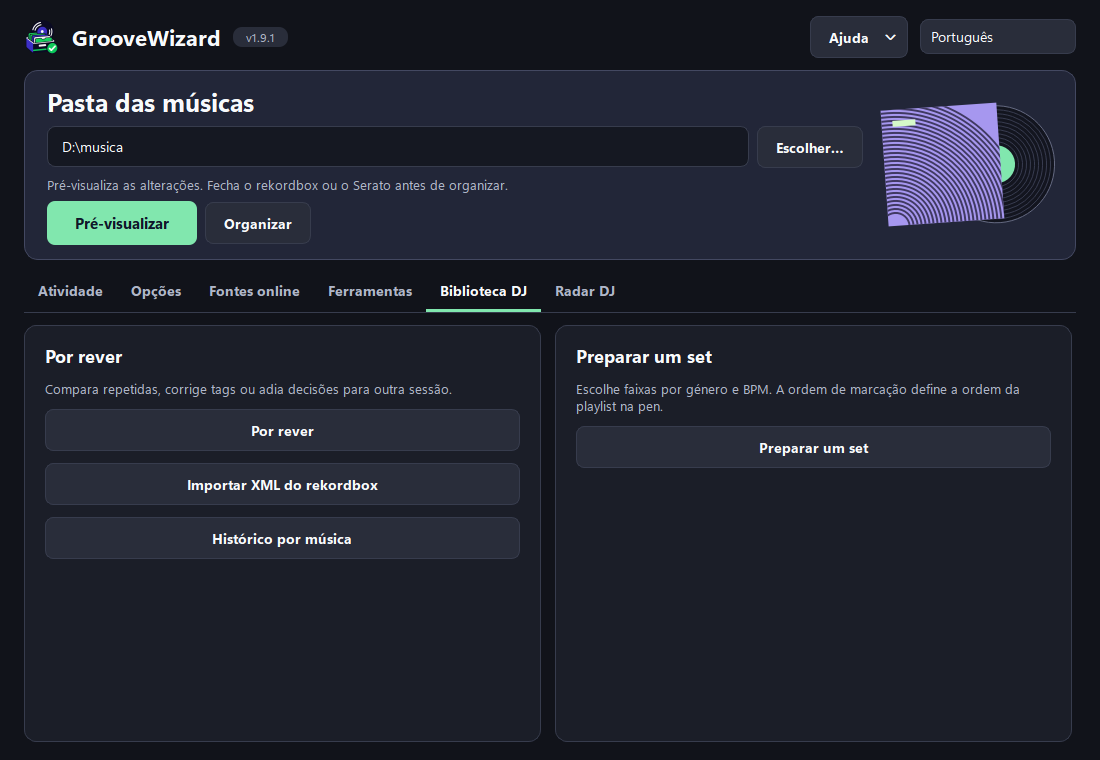 GrooveWizard
v1.9.1
Ajuda
Português
Pasta das músicas
D:\musica
Escolher...
Pré-visualiza as alterações. Fecha o rekordbox ou o Serato antes de organizar.
Pré-visualizar
Organizar
Atividade
Opções
Fontes online
Ferramentas
Biblioteca DJ
Radar DJ
Por rever
Compara repetidas, corrige tags ou adia decisões para outra sessão.
Por rever
Importar XML do rekordbox
Histórico por música
Preparar um set
Escolhe faixas por género e BPM. A ordem de marcação define a ordem da
playlist na pen.
Preparar um set